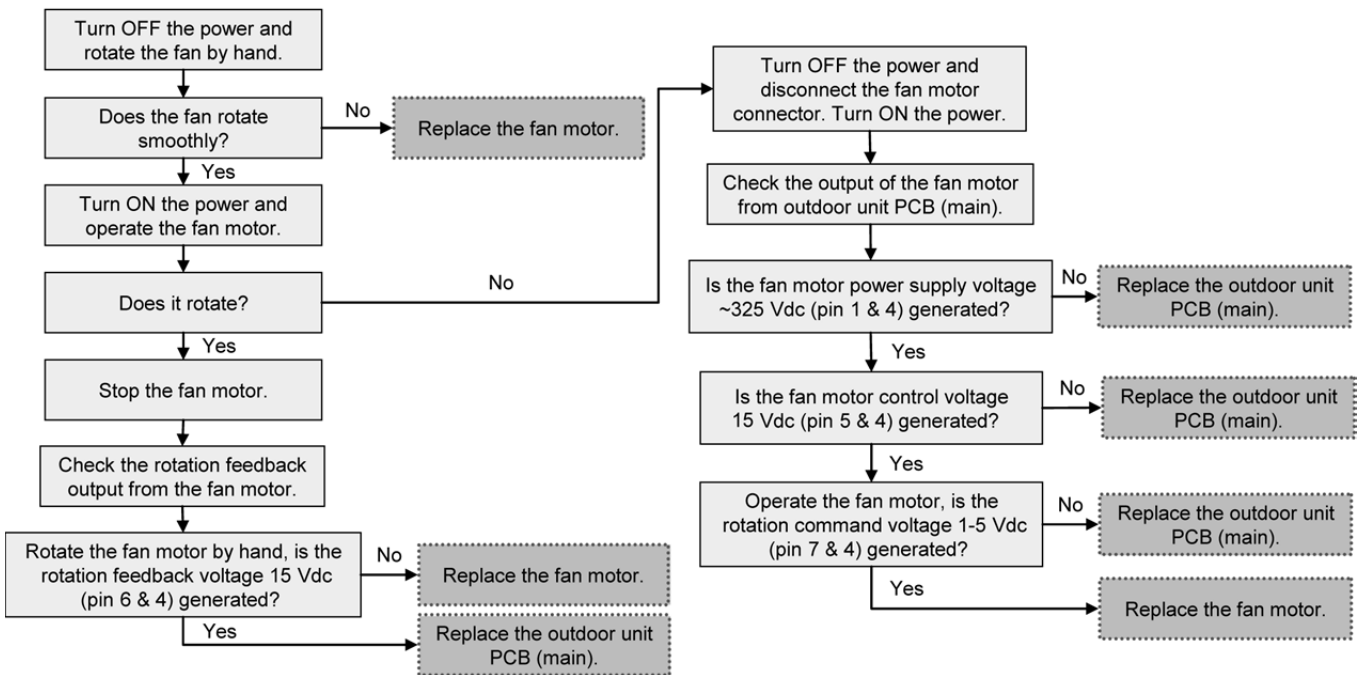 Turn OFF the power and
rotate the fan by hand.
Does the fan rotate
smoothly?
No
Replace the fan motor.
Yes
Turn ON the power and
operate the fan motor.
Does it rotate?
No
Yes
Stop the fan motor.
Check the rotation feedback
output from the fan motor.
Rotate the fan motor by hand, is the
rotation feedback voltage 15 Vdc
(pin 6 & 4) generated?
No
Replace the fan motor.
Yes
Replace the outdoor unit
PCB (main).
Turn OFF the power and
disconnect the fan motor
connector. Turn ON the power.
Check the output of the fan motor
from outdoor unit PCB (main).
Is the fan motor power supply voltage
~325 Vdc (pin 1 & 4) generated?
No
Replace the outdoor unit
PCB (main).
Yes
Is the fan motor control voltage
15 Vdc (pin 5 & 4) generated?
No
Replace the outdoor unit
PCB (main).
Yes
Operate the fan motor, is the
rotation command voltage 1-5 Vdc
(pin 7 & 4) generated?
No
Replace the outdoor unit
PCB (main).
Yes
Replace the fan motor.